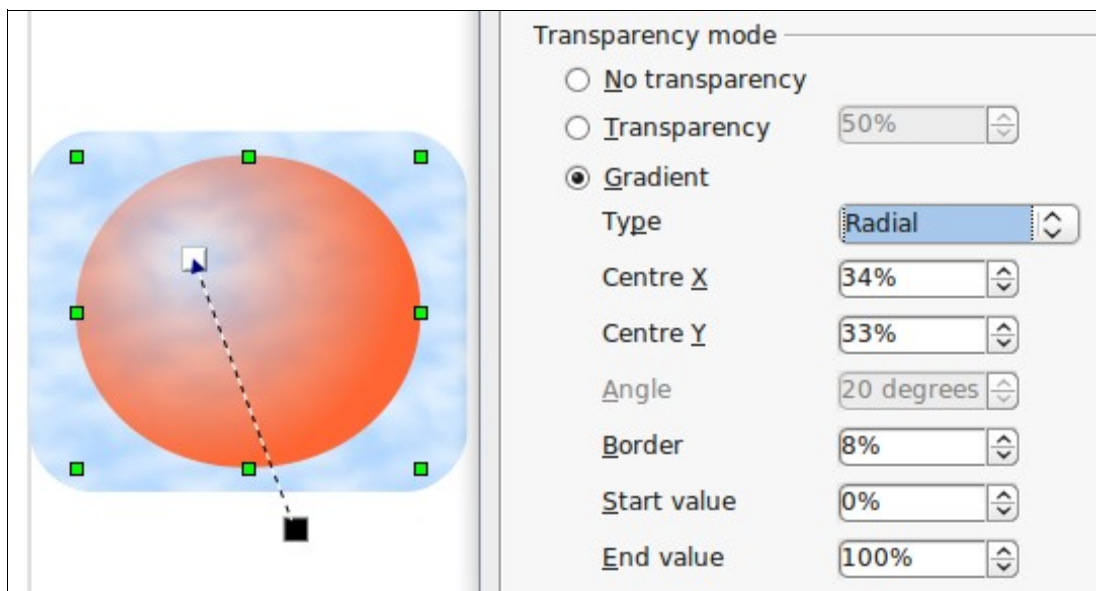 Transparency mode
No transparency
Transparency 50%
Gradient
Type Radial
Centre X 34%
Centre Y 33%
Angle 20 degrees
Border 8%
Start value 0%
End value 100%